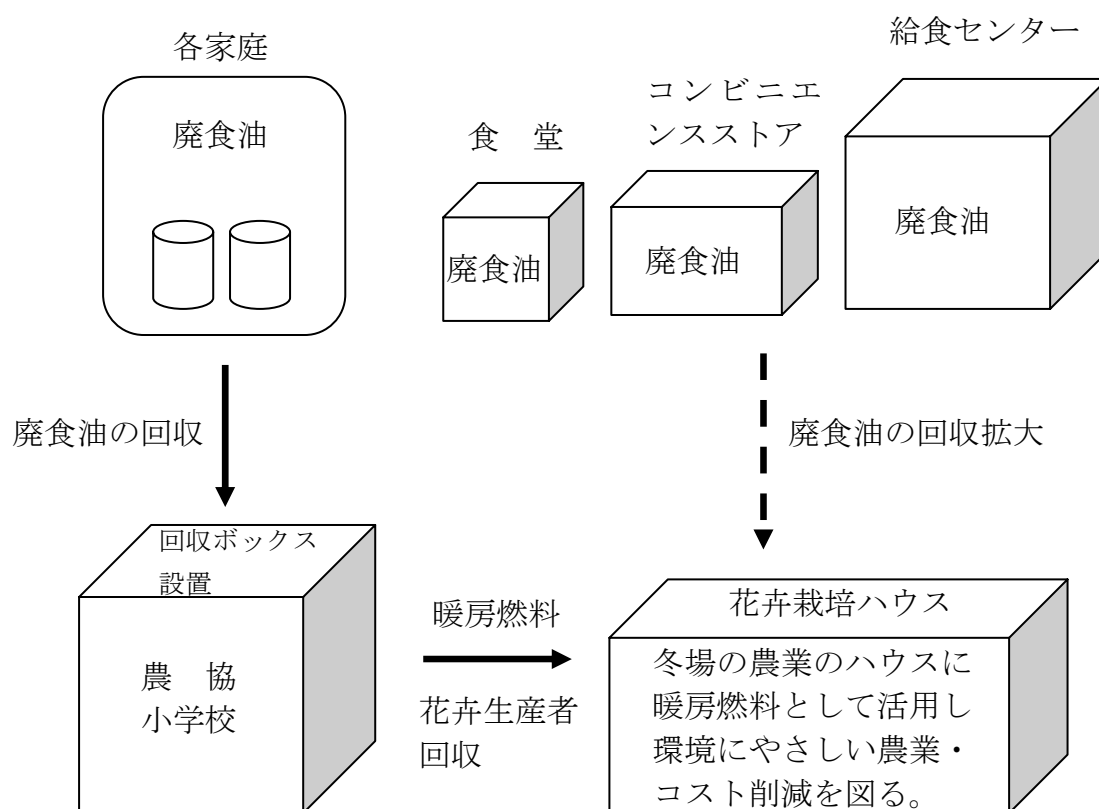 各家庭
廃食油
食　堂
廃食油
コンビニエ
ンスストア
廃食油
給食センター
廃食油
廃食油の回収
廃食油の回収拡大
回収ボックス
設置
農　協
小学校
暖房燃料
花卉生産者
回収
花卉栽培ハウス
冬場の農業のハウスに
暖房燃料として活用し
環境にやさしい農業・
コスト削減を図る。